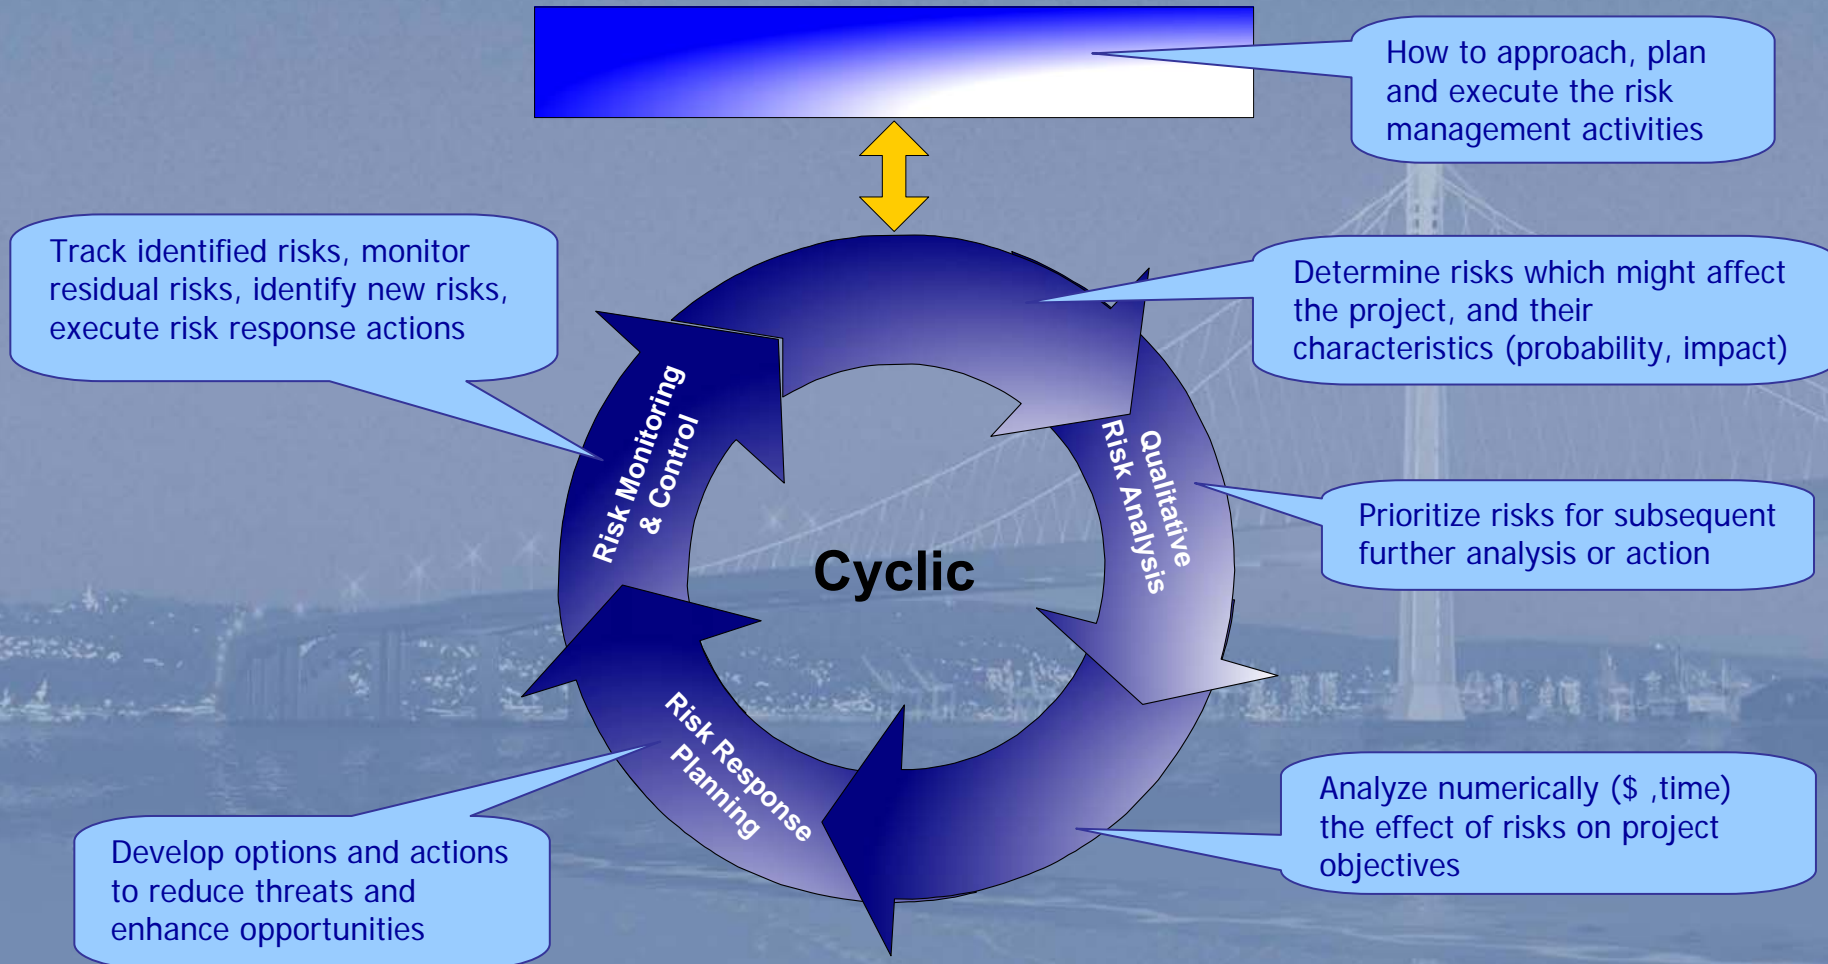 How to approach, plan
and execute the risk
management activities
Track identified risks, monitor
residual risks, identify new risks,
execute risk response actions
Determine risks which might affect
the project, and their
characteristics (probability, impact)
Risk Monitoring
& Control
Qualitative
Risk Analysis
Prioritize risks for subsequent
further analysis or action
Cyclic
Risk Response
Planning
Analyze numerically ($ ,time)
the effect of risks on project
objectives
Develop options and actions
to reduce threats and
enhance opportunities